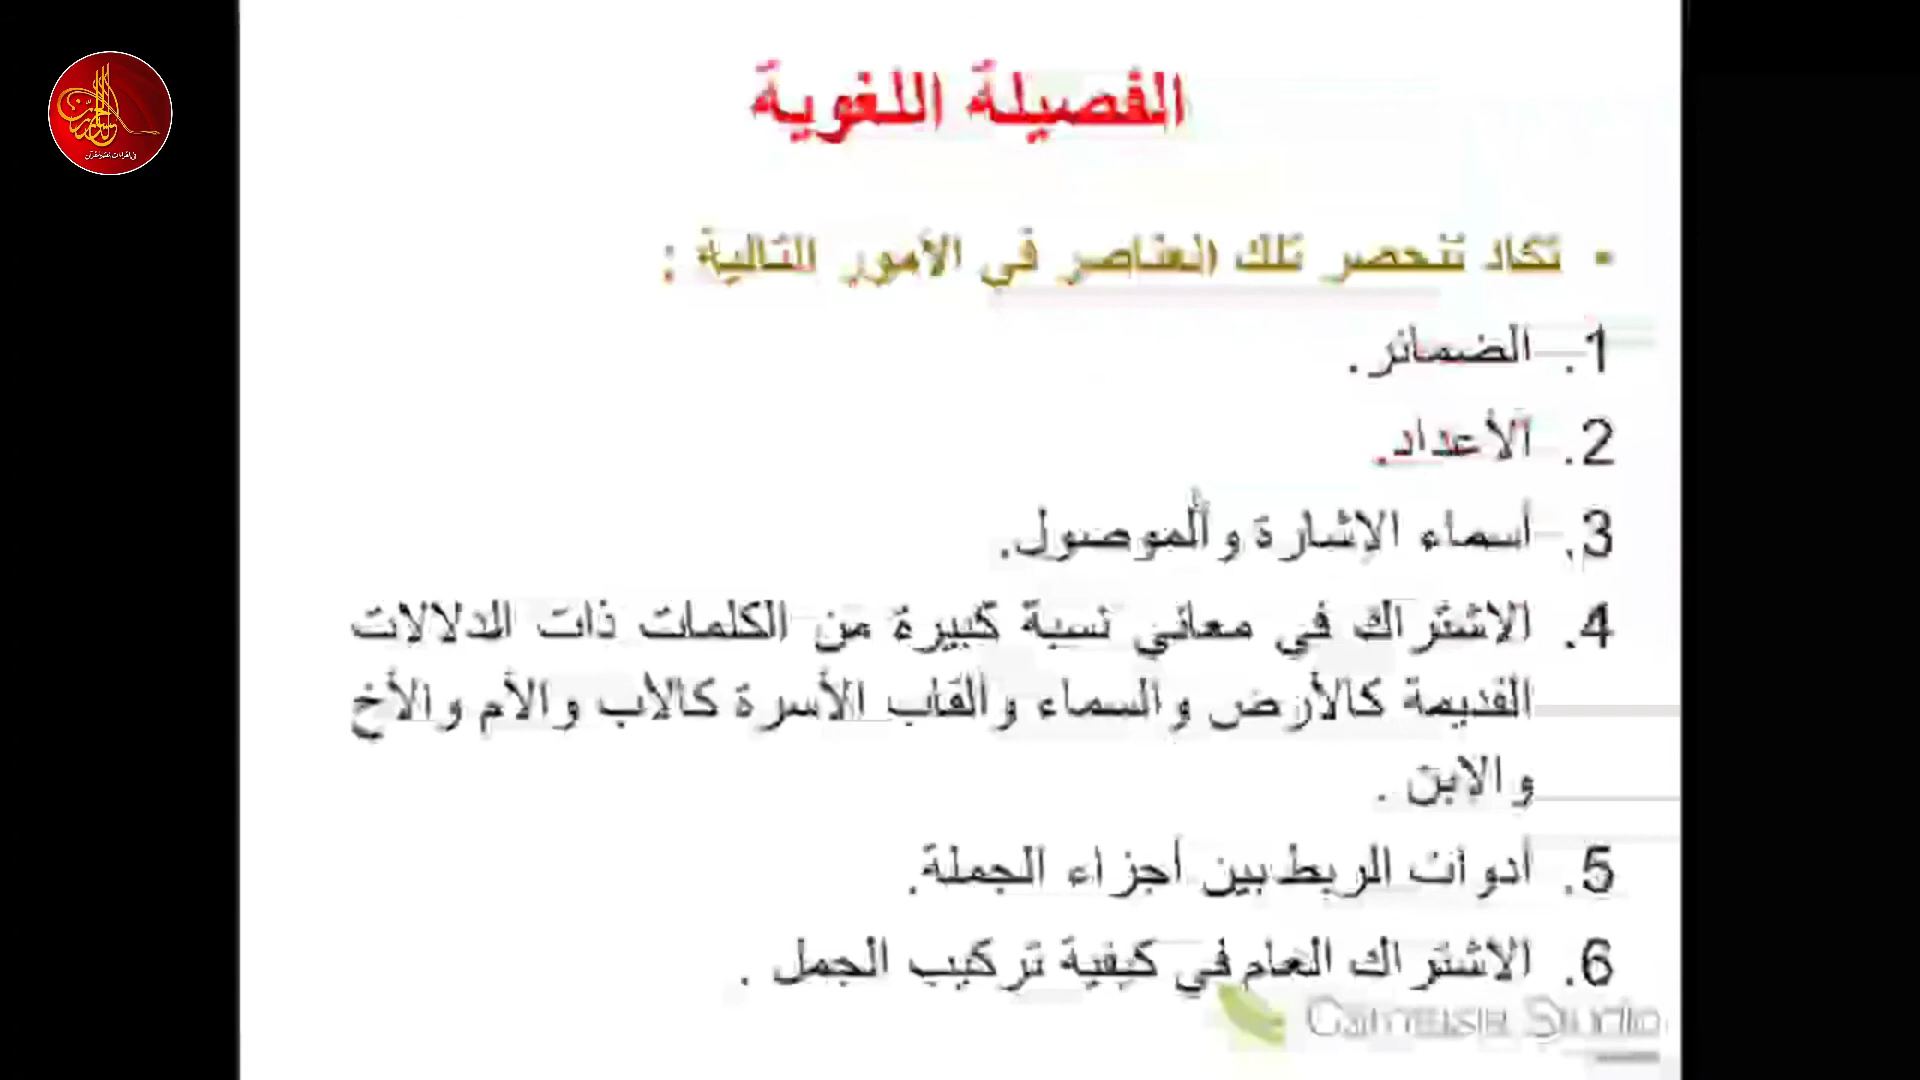 الفصيلة اللغوية
• تكاد تنحصر تلك العناصر في الأمور التالية :
1. الضمائر.
2. الأعداد.
3. أسماء الإشارة والموصول.
4. الاشتراك في معاني نسبة كبيرة من الكلمات ذات الدلالات
القديمة كالأرض والسماء وألقاب الأسرة كالأب والأم والأخ
والابن .
5. أدوات الربط بين أجزاء الجملة.
6. الاشتراك العام في كيفية تركيب الجمل .
Camtasia Studio